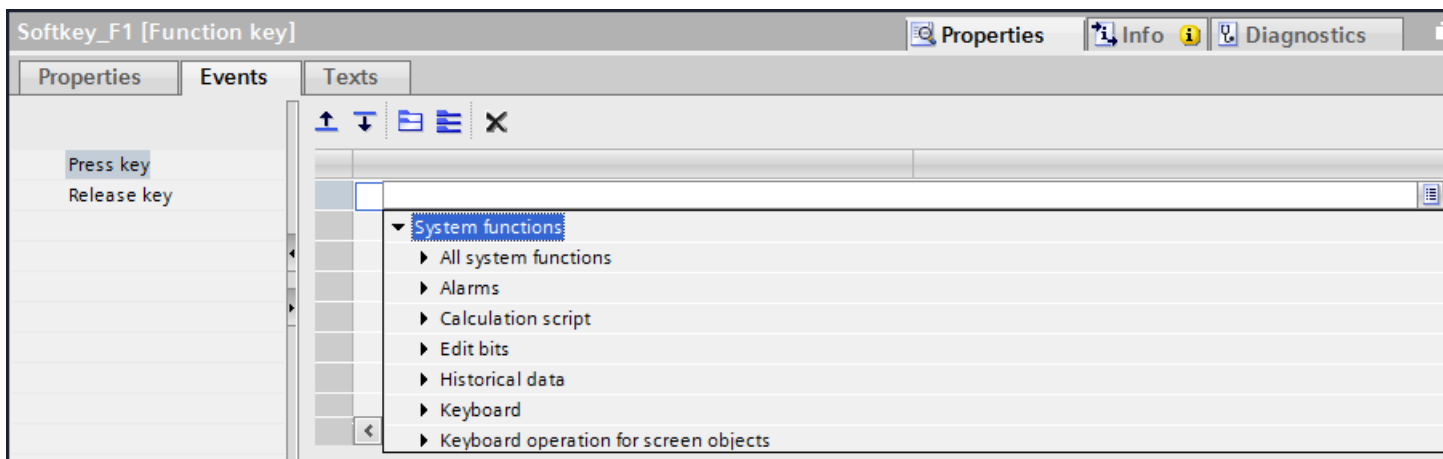 Softkey_F1 [Function key] Properties Info Diagnostics
Properties Events Texts
Press key
Release key
System functions
All system functions
Alarms
Calculation script
Edit bits
Historical data
Keyboard
Keyboard operation for screen objects